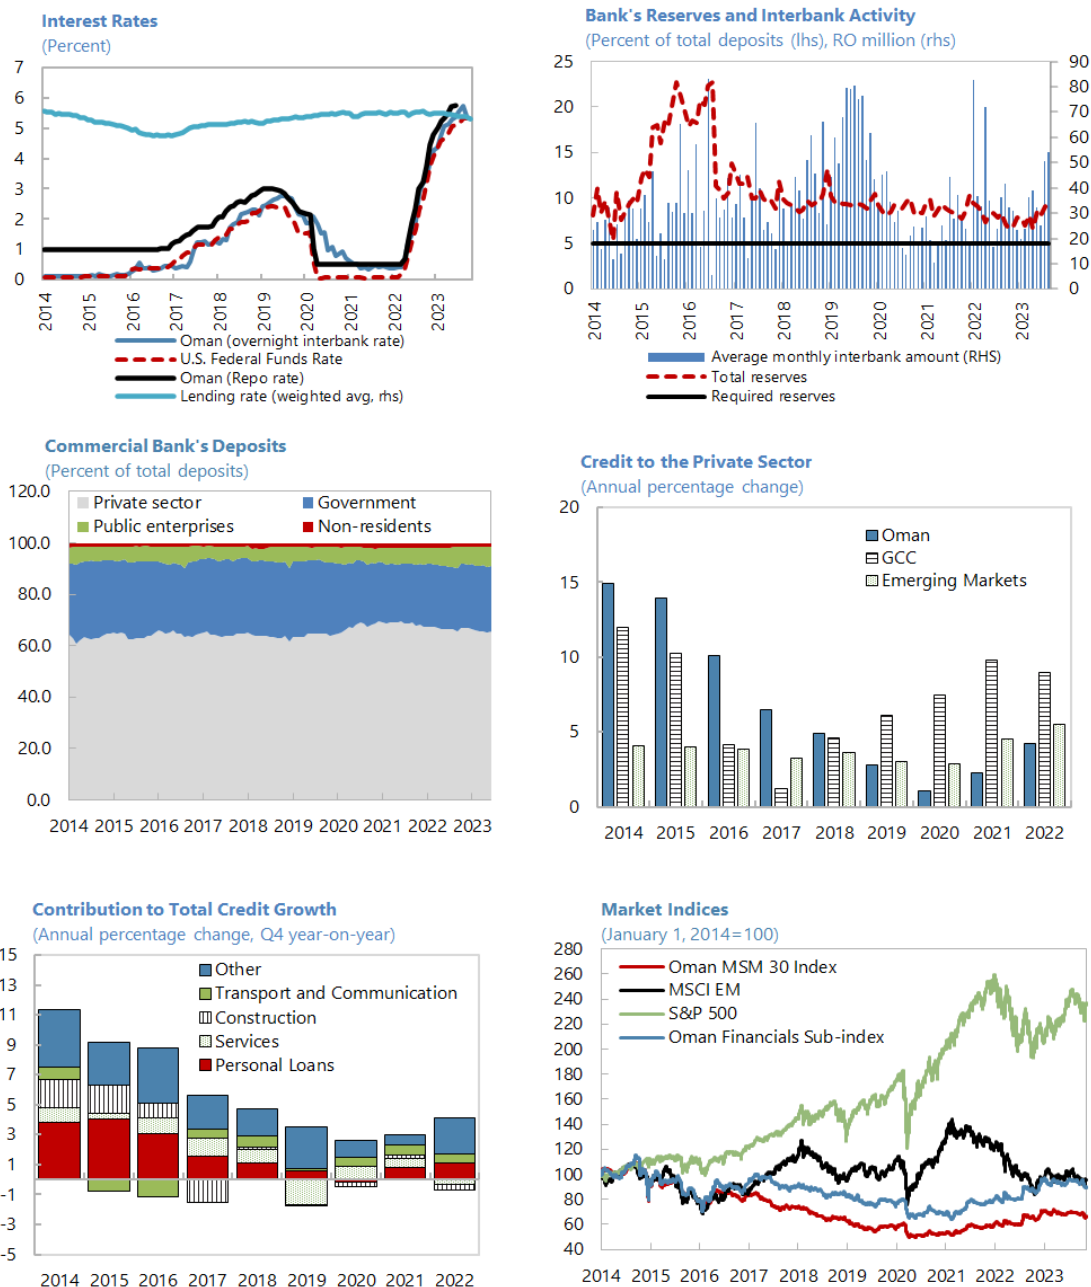 Interest Rates
(Percent)
7
6
5
4
3
2
1
0
2014 2015 2016 2017 2018 2019 2020 2021 2022 2023
Oman (overnight interbank rate)
U.S. Federal Funds Rate
Oman (Repo rate)
Lending rate (weighted avg, rhs)
Bank's Reserves and Interbank Activity
(Percent of total deposits (lhs), RO million (rhs)
25
20
15
10
5
0
90
80
70
60
50
40
30
20
10
0
2014 2015 2016 2017 2018 2019 2020 2021 2022 2023
Average monthly interbank amount (RHS)
Total reserves
Required reserves
Commercial Bank's Deposits
(Percent of total deposits)
120.0
100.0
80.0
60.0
40.0
20.0
0.0
Private sector Government
Public enterprises Non-residents
2014 2015 2016 2017 2018 2019 2020 2021 2022 2023
Credit to the Private Sector
(Annual percentage change)
20
15
10
5
0
Oman
GCC
Emerging Markets
2014 2015 2016 2017 2018 2019 2020 2021 2022
Contribution to Total Credit Growth
(Annual percentage change, Q4 year-on-year)
15
13
11
9
7
5
3
1
-1
-3
-5
Other
Transport and Communication
Construction
Services
Personal Loans
2014 2015 2016 2017 2018 2019 2020 2021 2022
Market Indices
(January 1, 2014=100)
280
260
240
220
200
180
160
140
120
100
80
60
40
Oman MSM 30 Index
MSCI EM
S&P 500
Oman Financials Sub-index
2014 2015 2016 2017 2018 2019 2020 2021 2022 2023